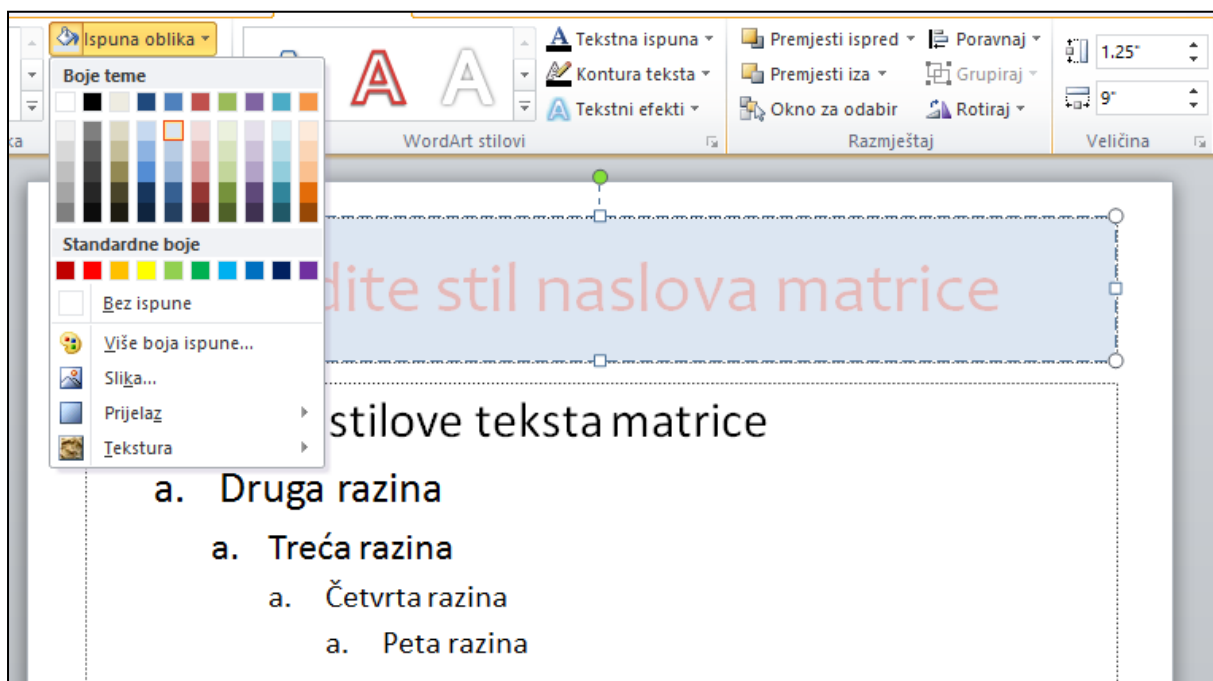 Ispuna oblika
Boje teme
Standardne boje
Bez ispune
Više boja ispune...
Slika...
Prijelaz
Tekstura
A
A
Tekstna ispuna
Kontura teksta
Tekstni efekti
WordArt stilovi
Premjesti ispred
Premjesti iza
Okno za odabir
Poravnaj
Grupiraj
Rotiraj
Razmještaj
1.25"
9"
Veličina
dite stil naslova matrice
stilove teksta matrice
a. Druga razina
a. Treća razina
a. Četvrta razina
a. Peta razina